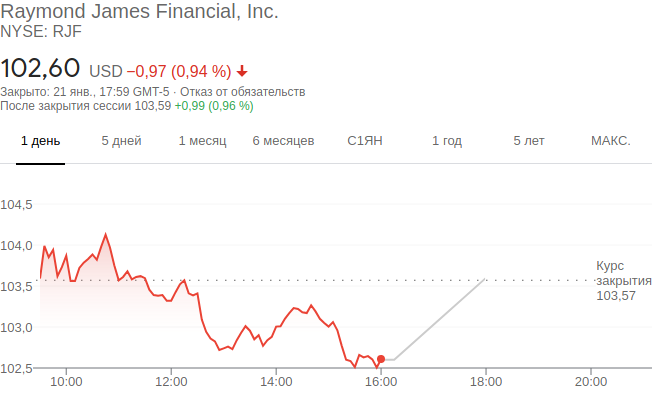 Raymond James Financial, Inc.
NYSE: RJF
102,60 USD −0,97 (0,94 %)
Закрыто: 21 янв., 17:59 GMT-5 · Отказ от обязательств
После закрытия сессии 103,59 +0,99 (0,96 %)
1 день 5 дней 1 месяц 6 месяцев С1ЯН 1 год 5 лет МАКС.
104,5
104,0
Курс
закрытия
103,5
103,57
103,0
102,5
10:00 12:00 14:00 16:00 18:00 20:00